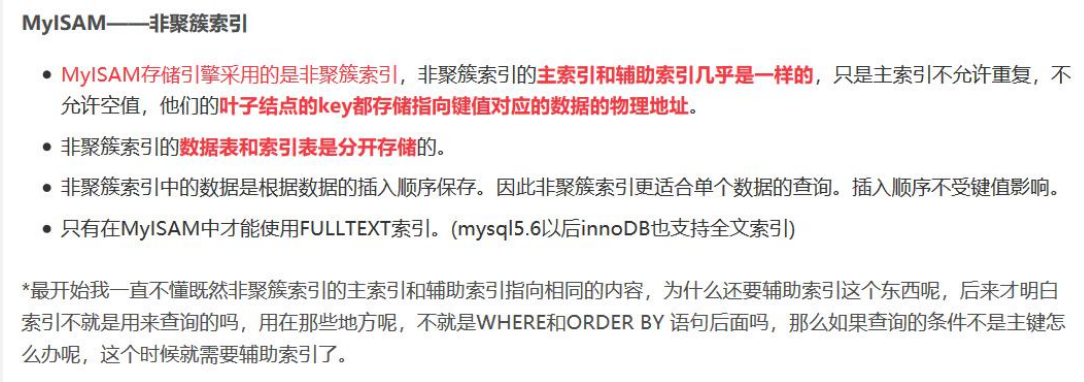 MyISAM——非聚簇索引
• MyISAM存储引擎采用的是非聚簇索引，非聚簇索引的主索引和辅助索引几乎是一样的，只是主索引不允许重复，不
允许空值，他们的叶子结点的key都存储指向键值对应的数据的物理地址。
• 非聚簇索引的数据表和索引表是分开存储的。
• 非聚簇索引中的数据是根据数据的插入顺序保存。因此非聚簇索引更适合单个数据的查询。插入顺序不受键值影响。
• 只有在MyISAM中才能使用FULLTEXT索引。(mysql5.6以后innoDB也支持全文索引)
*最开始我一直不懂既然非聚簇索引的主索引和辅助索引指向相同的内容，为什么还要辅助索引这个东西呢，后来才明白
索引不就是用来查询的吗，用在那些地方呢，不就是WHERE和ORDER BY 语句后面吗，那么如果查询的条件不是主键怎
么办呢，这个时候就需要辅助索引了。